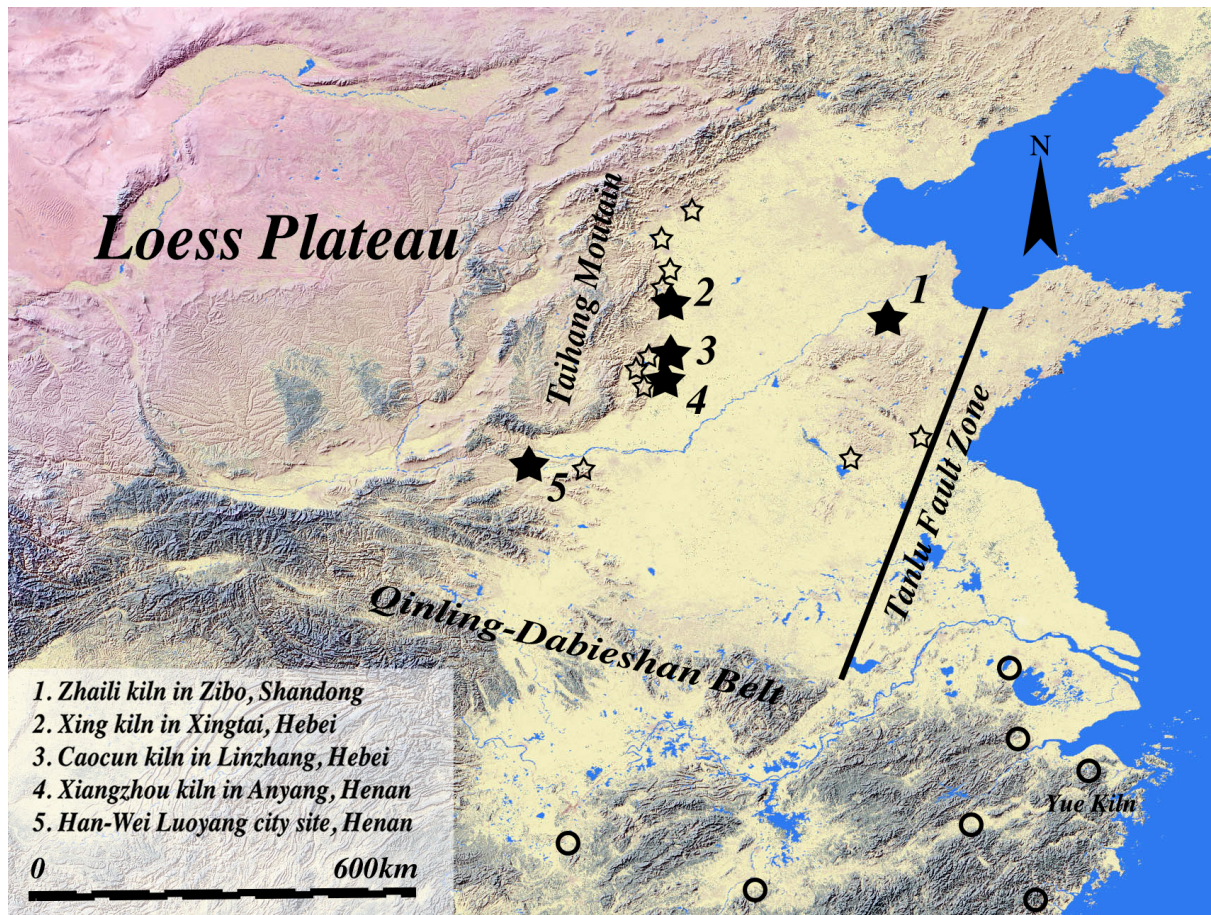 N
Loess Plateau
Taihang Moutain
1
2
3
4
5
Tanlu Fault Zone
Qinling-Dabieshan Belt
Yue Kiln
1. Zhaili kiln in Zibo, Shandong
2. Xing kiln in Xingtai, Hebei
3. Caocun kiln in Linzhang, Hebei
4. Xiangzhou kiln in Anyang, Henan
5. Han-Wei Luoyang city site, Henan
0 600km